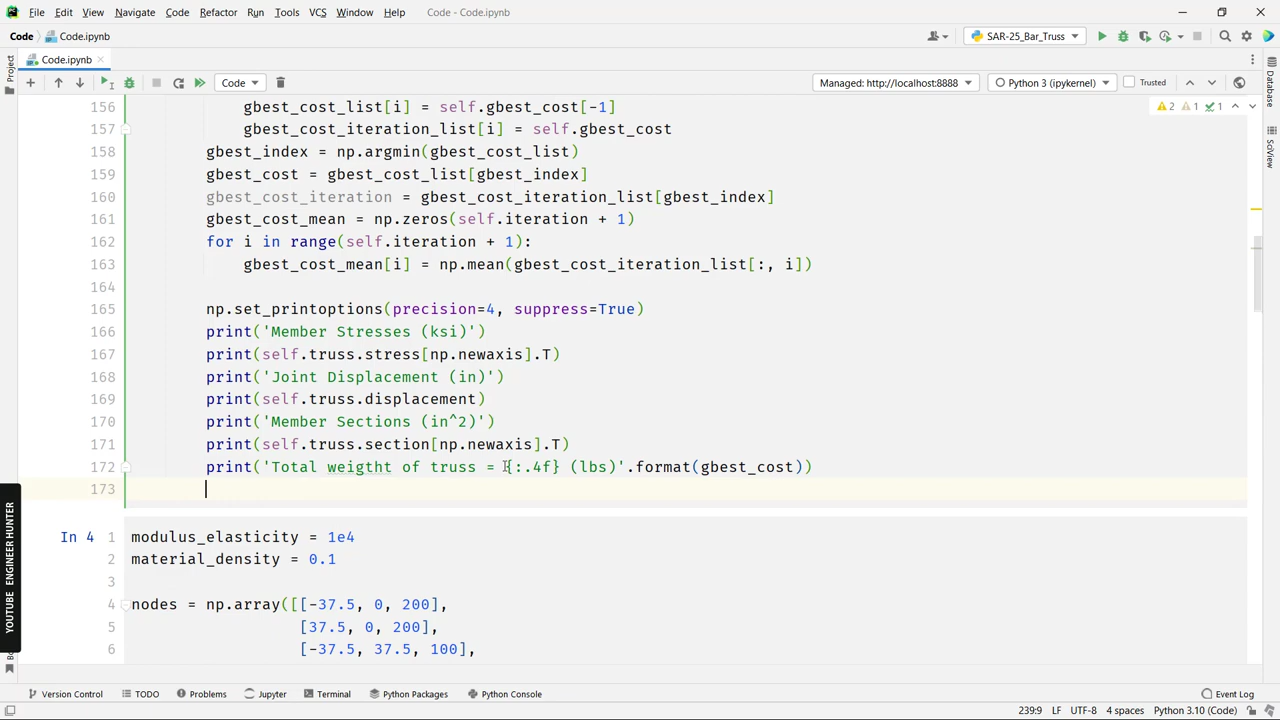 File Edit View Navigate Code Refactor Run Tools VCS Window Help Code - Code.ipynb
Code Code.ipynb SAR-25_Bar_Truss
Code.ipynb
Code Managed: http://localhost:8888 Python 3 (ipykernel) Trusted
2 1 1
Project
Database
SciView
156 gbest_cost_list[i] = self.gbest_cost[-1]
157 gbest_cost_iteration_list[i] = self.gbest_cost
158 gbest_index = np.argmin(gbest_cost_list)
159 gbest_cost = gbest_cost_list[gbest_index]
160 gbest_cost_iteration = gbest_cost_iteration_list[gbest_index]
161 gbest_cost_mean = np.zeros(self.iteration + 1)
162 for i in range(self.iteration + 1):
163 gbest_cost_mean[i] = np.mean(gbest_cost_iteration_list[:, i])
164
165 np.set_printoptions(precision=4, suppress=True)
166 print('Member Stresses (ksi)')
167 print(self.truss.stress[np.newaxis].T)
168 print('Joint Displacement (in)')
169 print(self.truss.displacement)
170 print('Member Sections (in^2)')
171 print(self.truss.section[np.newaxis].T)
172 print('Total weigtht of truss = {:.4f} (lbs)'.format(gbest_cost))
173
In 4 1 modulus_elasticity = 1e4
2 material_density = 0.1
3
4 nodes = np.array([[-37.5, 0, 200],
5 [37.5, 0, 200],
6 [-37.5, 37.5, 100],
YOUTUBE ENGINEER HUNTER
Version Control TODO Problems Jupyter Terminal Python Packages Python Console Event Log
239:9 LF UTF-8 4 spaces Python 3.10 (Code)